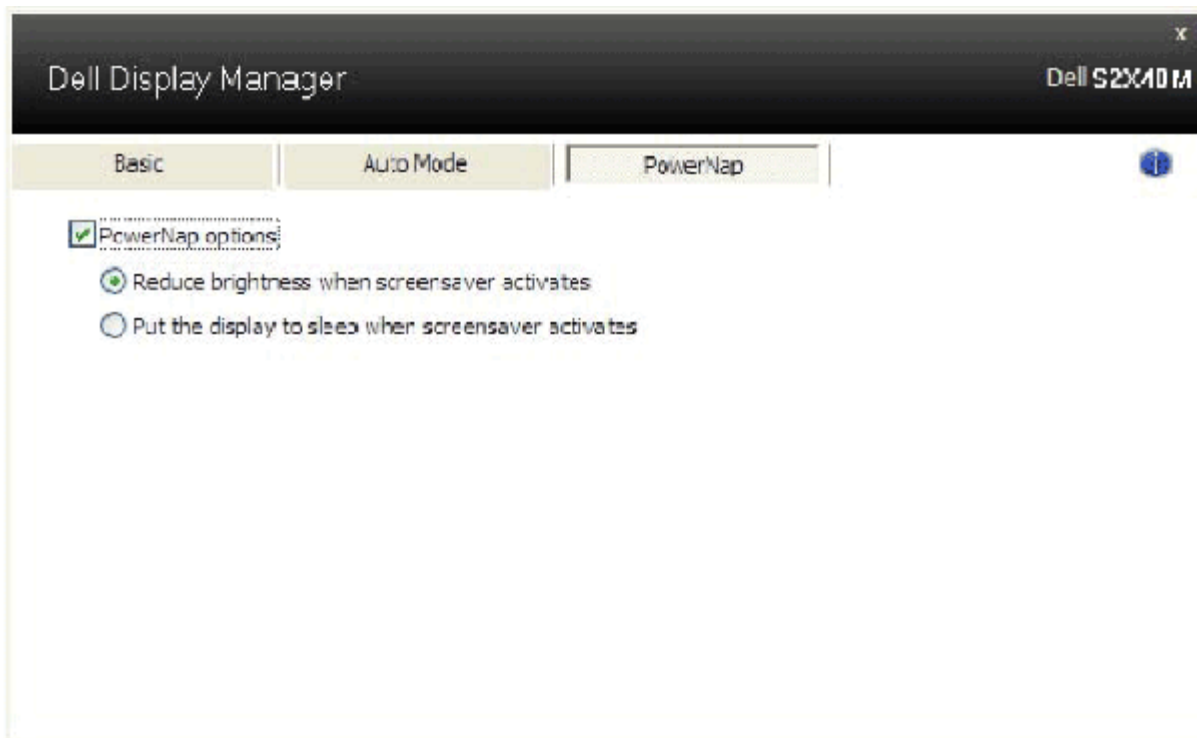 x
Dell Display Manager
Dell S2X40M
Basic
Auto Mode
PowerNap
PowerNap options
Reduce brightness when screensaver activates
Put the display to sleep when screensaver activates